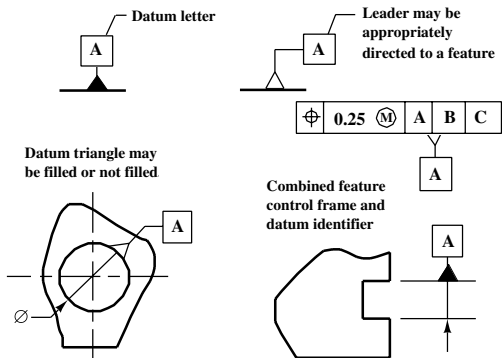 Datum letter
A
Leader may be
appropriately
directed to a feature
A
⌖ 0.25 Ⓜ A B C
A
Datum triangle may
be filled or not filled
A
Ø
Combined feature
control frame and
datum identifier
A